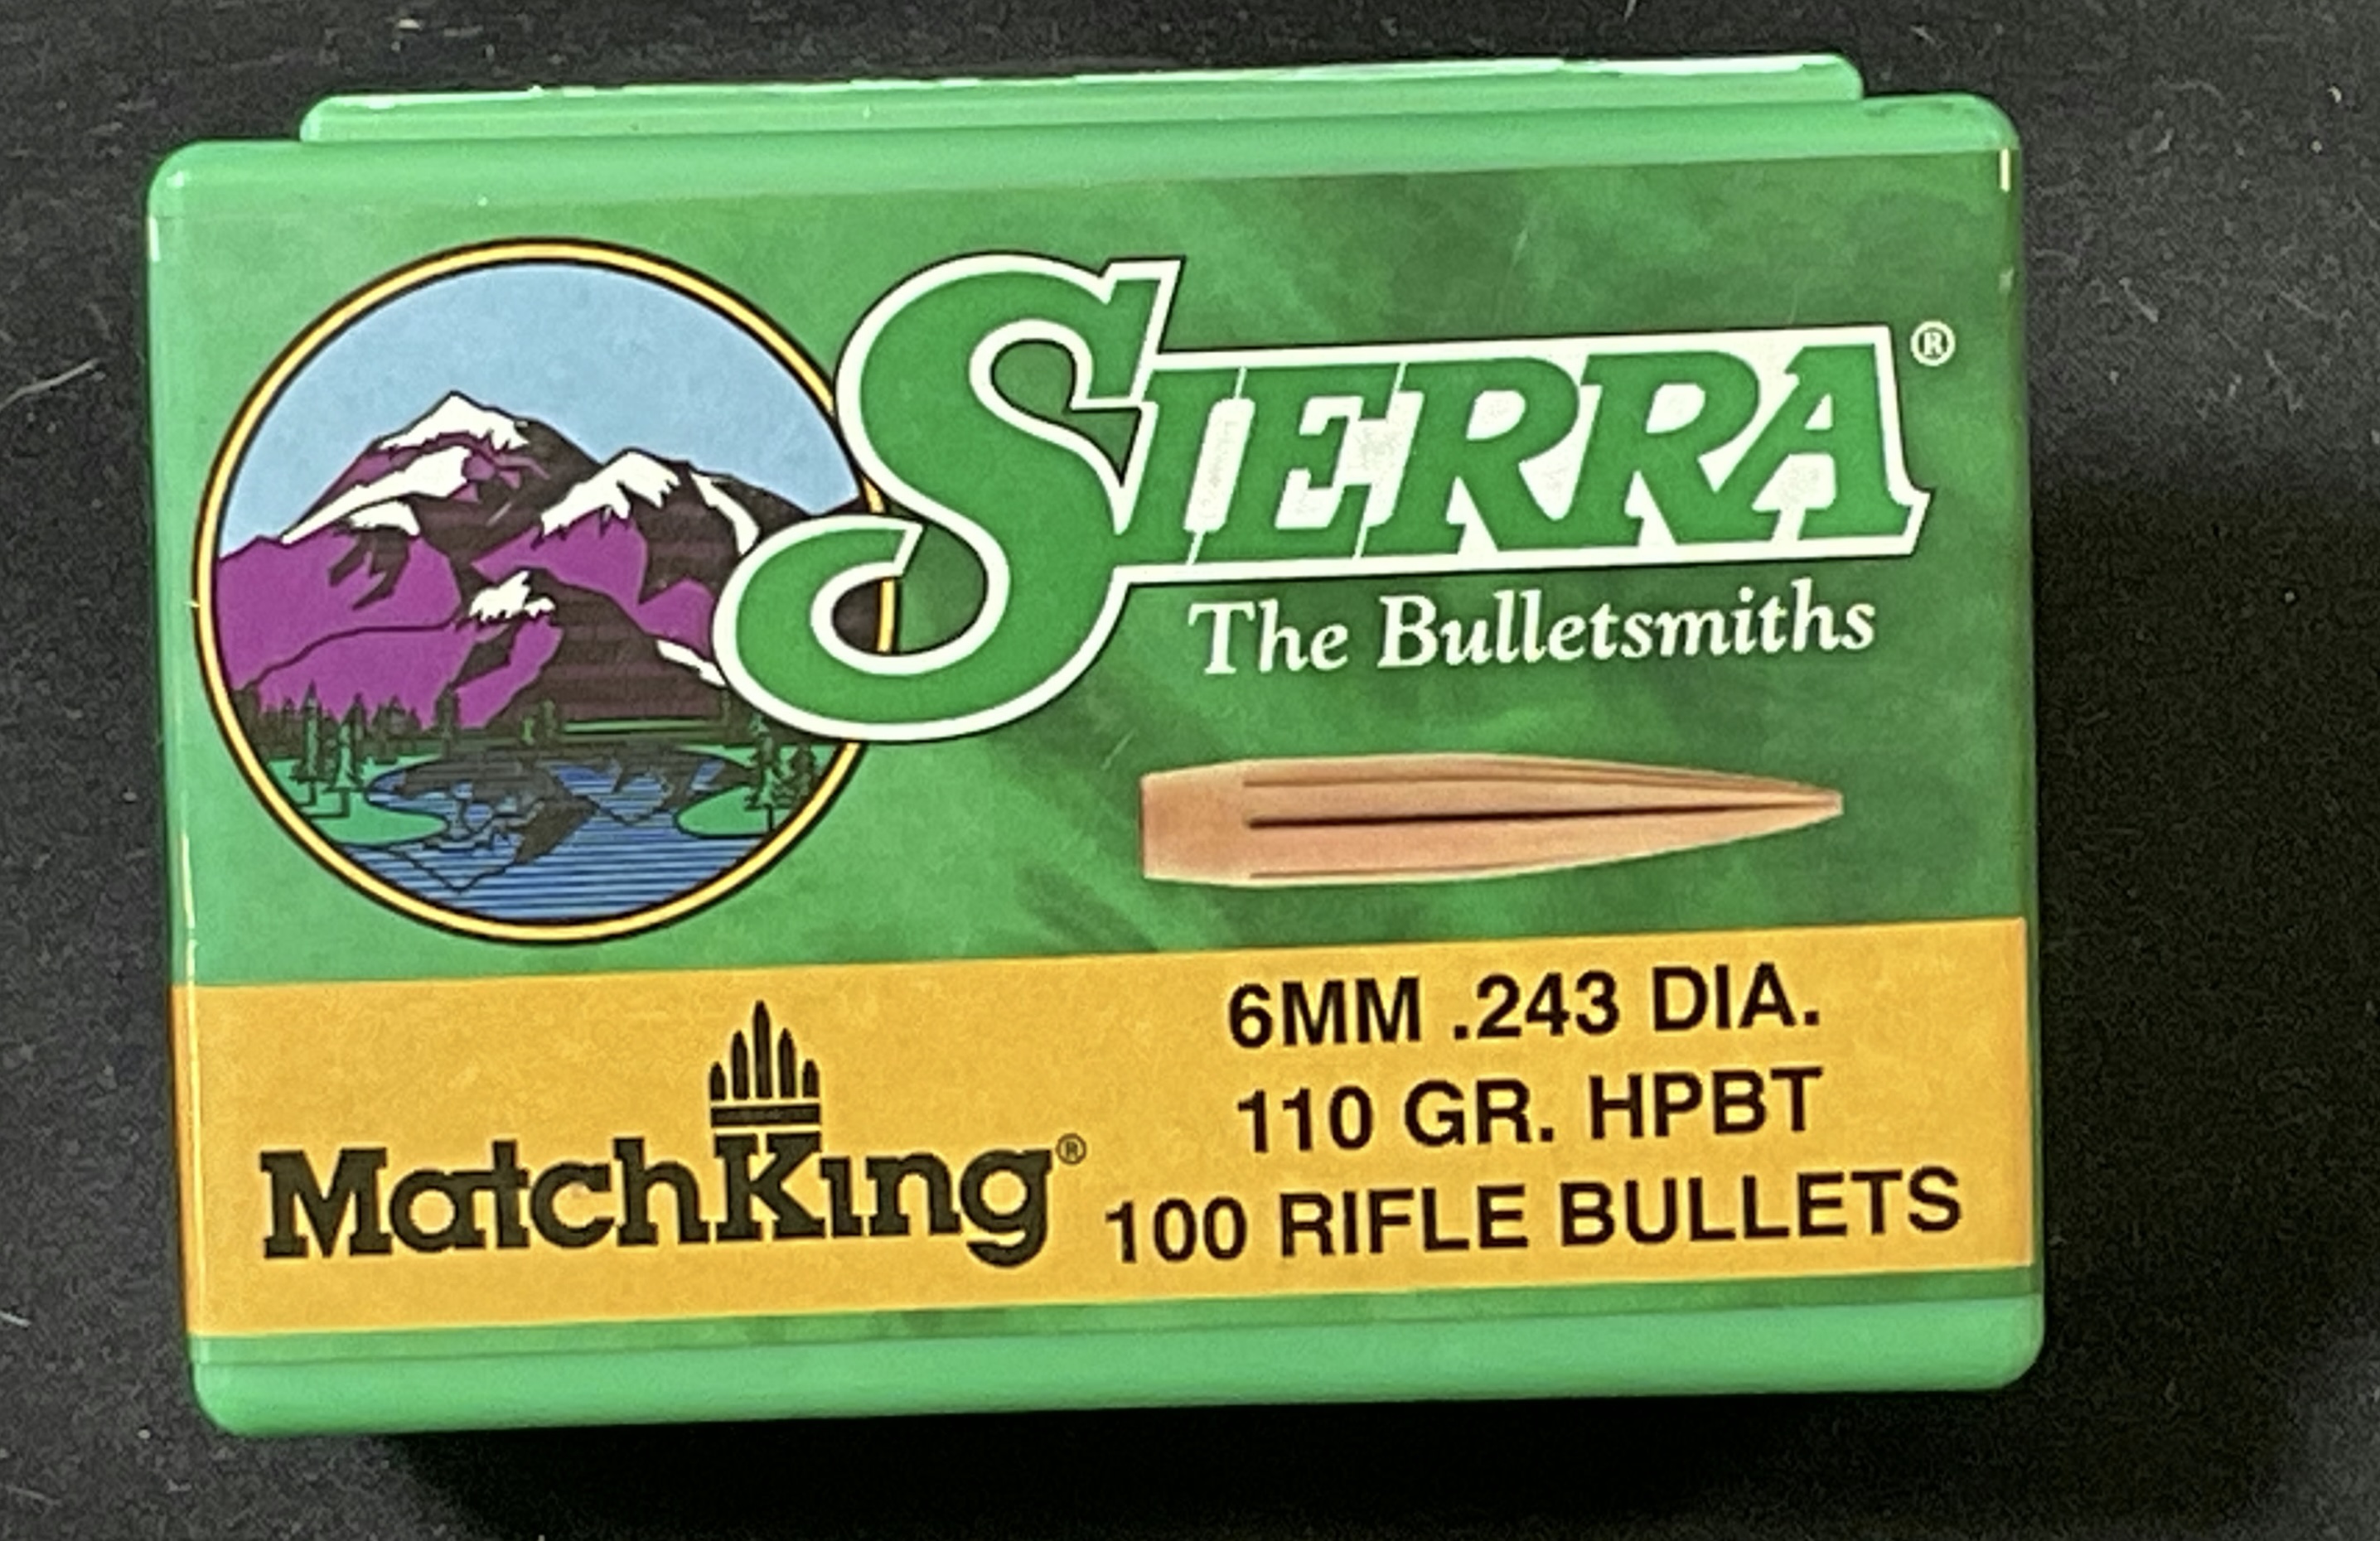 SIERRA®
The Bulletsmiths
MatchKing®
6MM .243 DIA.
110 GR. HPBT
100 RIFLE BULLETS